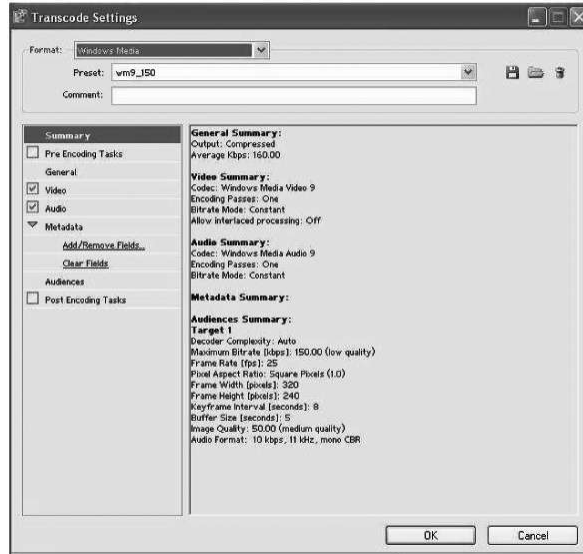 Transcode Settings
Format: Windows Media
Preset: wm9_150
Comment:
Summary
Pre Encoding Tasks
General
Video
Audio
Metadata
Add/Remove Fields...
Clear Fields
Audiences
Post Encoding Tasks
General Summary:
Output: Compressed
Average Kbps: 160.00
Video Summary:
Codec: Windows Media Video 9
Encoding Passes: One
Bitrate Mode: Constant
Allow interlaced processing: Off
Audio Summary:
Codec: Windows Media Audio 9
Encoding Passes: One
Bitrate Mode: Constant
Metadata Summary:
Audiences Summary:
Target 1
Decoder Complexity: Auto
Maximum Bitrate [kbps]: 150.00 (low quality)
Frame Rate [fps]: 25
Pixel Aspect Ratio: Square Pixels (1.0)
Frame Width [pixels]: 320
Frame Height [pixels]: 240
Keyframe Interval [seconds]: 8
Buffer Size [seconds]: 5
Image Quality: 50.00 (medium quality)
Audio Format: 10 kbps, 11 kHz, mono CBR
OK
Cancel